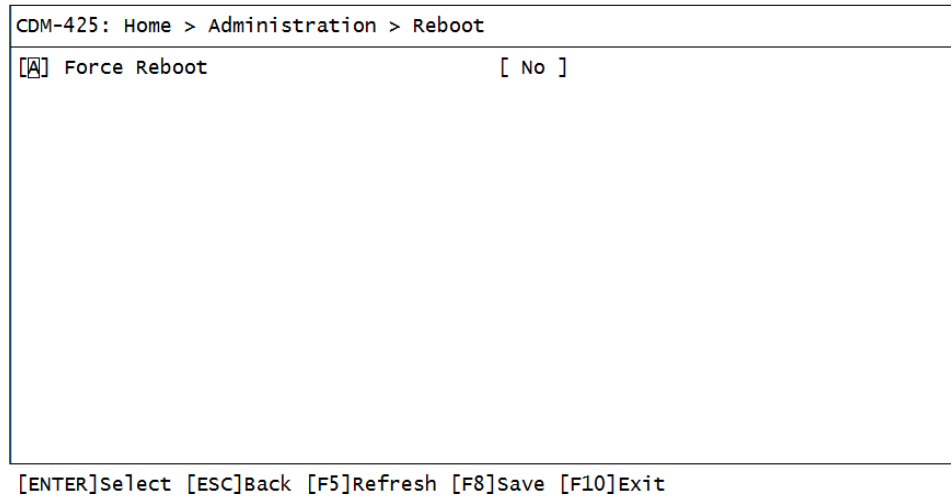 CDM-425: Home > Administration > Reboot
[A] Force Reboot [ No ]
[ENTER]Select [ESC]Back [F5]Refresh [F8]Save [F10]Exit